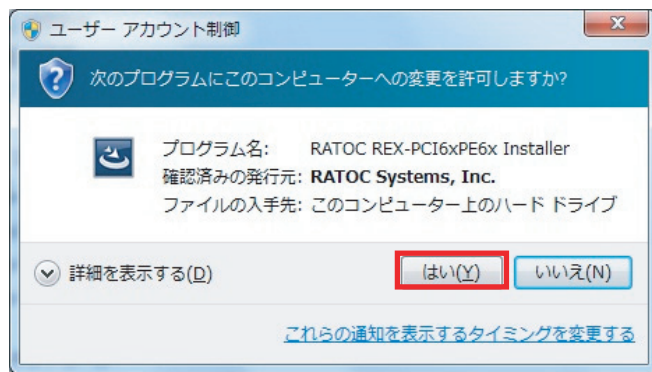 ユーザー アカウント制御
次のプログラムにこのコンピューターへの変更を許可しますか?
プログラム名: RATOC REX-PCI6xPE6x Installer
確認済みの発行元: RATOC Systems, Inc.
ファイルの入手先: このコンピューター上のハード ドライブ
詳細を表示する(D) はい(Y) いいえ(N)
これらの通知を表示するタイミングを変更する